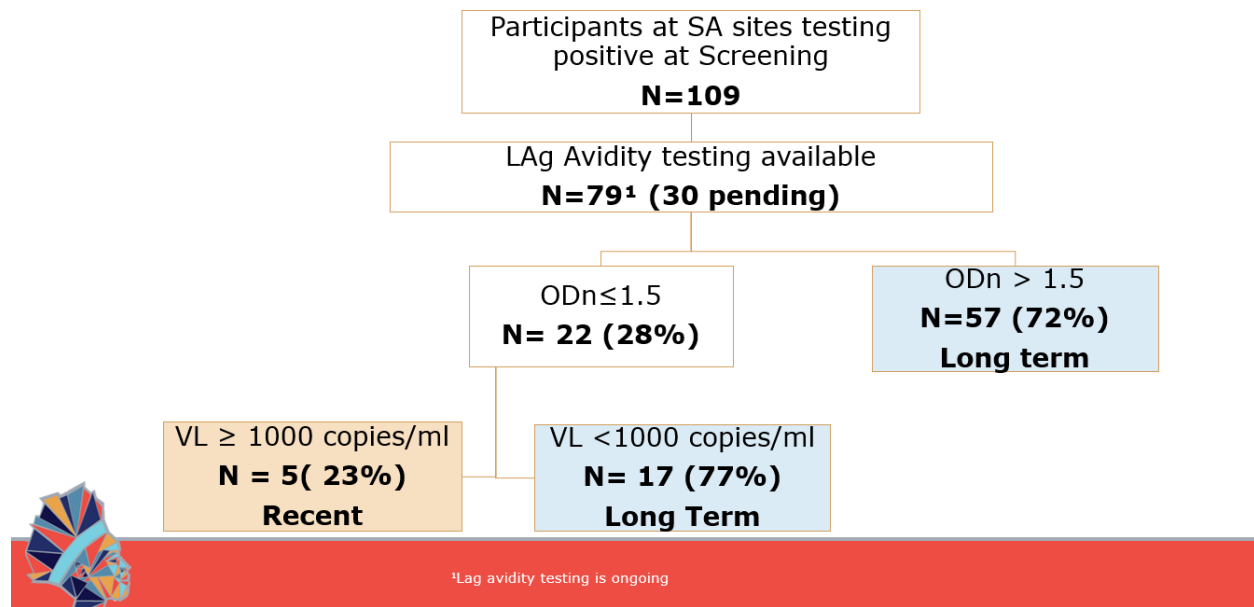 Participants at SA sites testing
positive at Screening
N=109
LAg Avidity testing available
N=79¹ (30 pending)
ODn≤1.5
N= 22 (28%)
ODn > 1.5
N=57 (72%)
Long term
VL ≥ 1000 copies/ml
N = 5( 23%)
Recent
VL <1000 copies/ml
N= 17 (77%)
Long Term
¹Lag avidity testing is ongoing